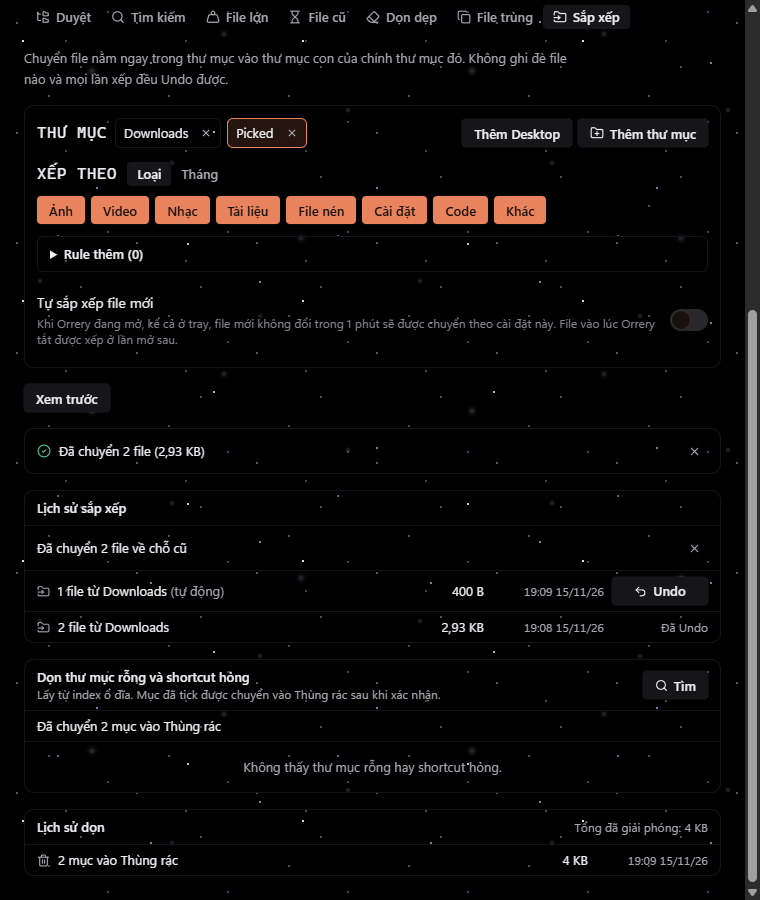 Duyệt Tìm kiếm File lớn File cũ Dọn dẹp File trùng Sắp xếp
Chuyển file nằm ngay trong thư mục vào thư mục con của chính thư mục đó. Không ghi đè file
nào và mọi lần xếp đều Undo được.
THƯ MỤC Downloads × Picked × Thêm Desktop Thêm thư mục
XẾP THEO Loại Tháng
Ảnh Video Nhạc Tài liệu File nén Cài đặt Code Khác
▶ Rule thêm (0)
Tự sắp xếp file mới
Khi Orrery đang mở, kể cả ở tray, file mới không đổi trong 1 phút sẽ được chuyển theo cài đặt này. File vào lúc Orrery
tắt được xếp ở lần mở sau.
Xem trước
Đã chuyển 2 file (2,93 KB) ×
Lịch sử sắp xếp
Đã chuyển 2 file về chỗ cũ ×
1 file từ Downloads (tự động) 400 B 19:09 15/11/26 Undo
2 file từ Downloads 2,93 KB 19:08 15/11/26 Đã Undo
Dọn thư mục rỗng và shortcut hỏng
Lấy từ index ổ đĩa. Mục đã tick được chuyển vào Thùng rác sau khi xác nhận. Tìm
Đã chuyển 2 mục vào Thùng rác
Không thấy thư mục rỗng hay shortcut hỏng.
Lịch sử dọn Tổng đã giải phóng: 4 KB
2 mục vào Thùng rác 4 KB 19:09 15/11/26